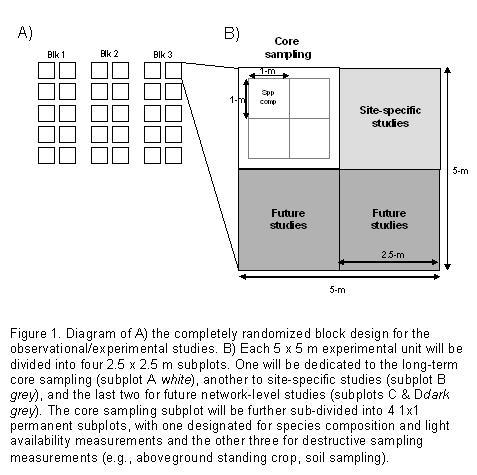 A)
B)
Blk 1
Blk 2
Blk 3
Core
sampling
1-m
1-m
Spp
comp
Site-specific
studies
5-m
Future
studies
Future
studies
2.5-m
5-m
Figure 1. Diagram of A) the completely randomized block design for the
observational/experimental studies. B) Each 5 x 5 m experimental unit will be
divided into four 2.5 x 2.5 m subplots. One will be dedicated to the long-term
core sampling (subplot A white), another to site-specific studies (subplot B
grey), and the last two for future network-level studies (subplots C & Ddark
grey). The core sampling subplot will be further sub-divided into 4 1x1
permanent subplots, with one designated for species composition and light
availability measurements and the other three for destructive sampling
measurements (e.g., aboveground standing crop, soil sampling).